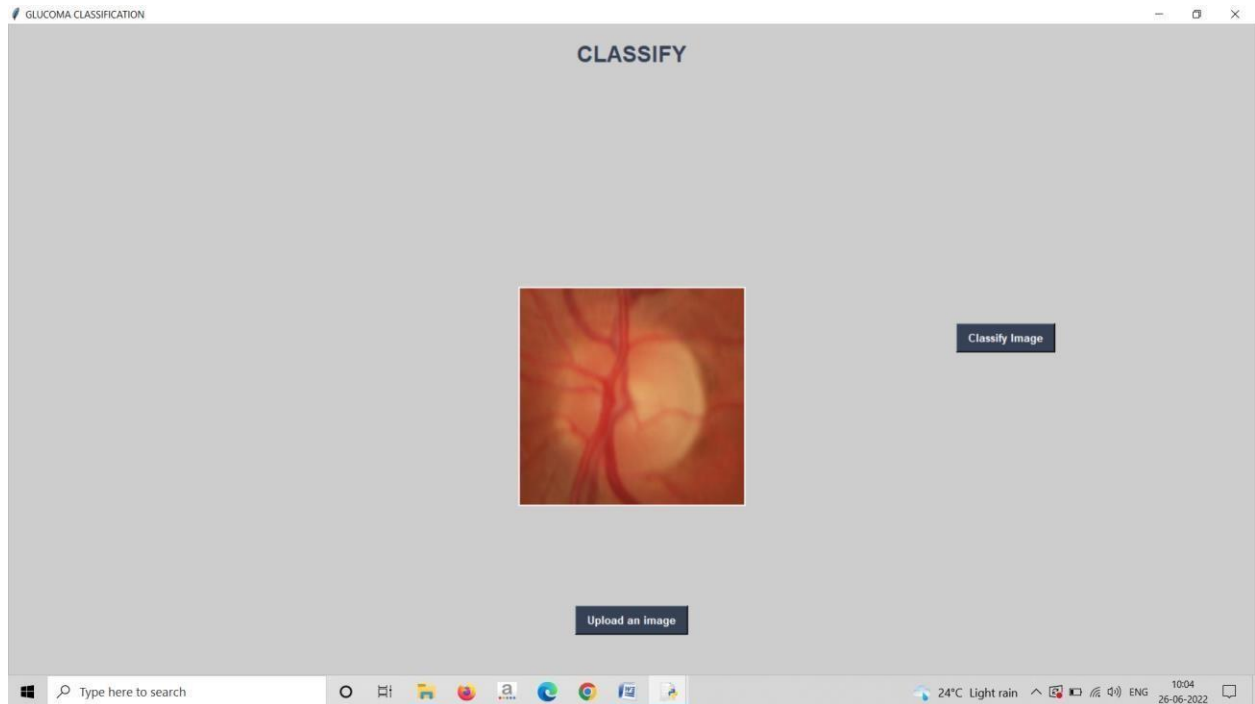 GLUCOMA CLASSIFICATION
CLASSIFY
Classify Image
Upload an image
Type here to search
24°C Light rain
ENG
10:04
26-06-2022